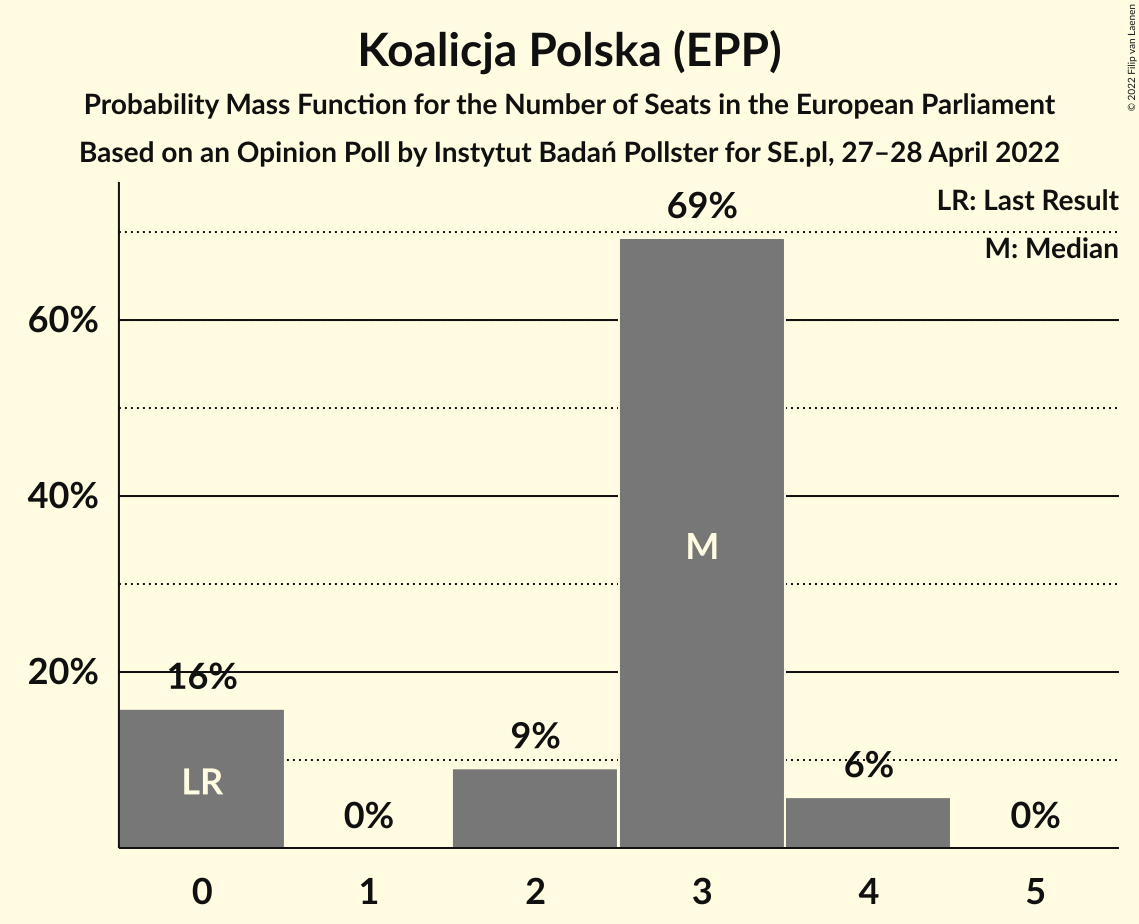 Koalicja Polska (EPP)
Probability Mass Function for the Number of Seats in the European Parliament
Based on an Opinion Poll by Instytut Badań Pollster for SE.pl, 27–28 April 2022
© 2022 Filip van Laenen
LR: Last Result
M: Median
69%
60%
40%
20%
16%
9%
6%
0%
0%
M
LR
0 1 2 3 4 5